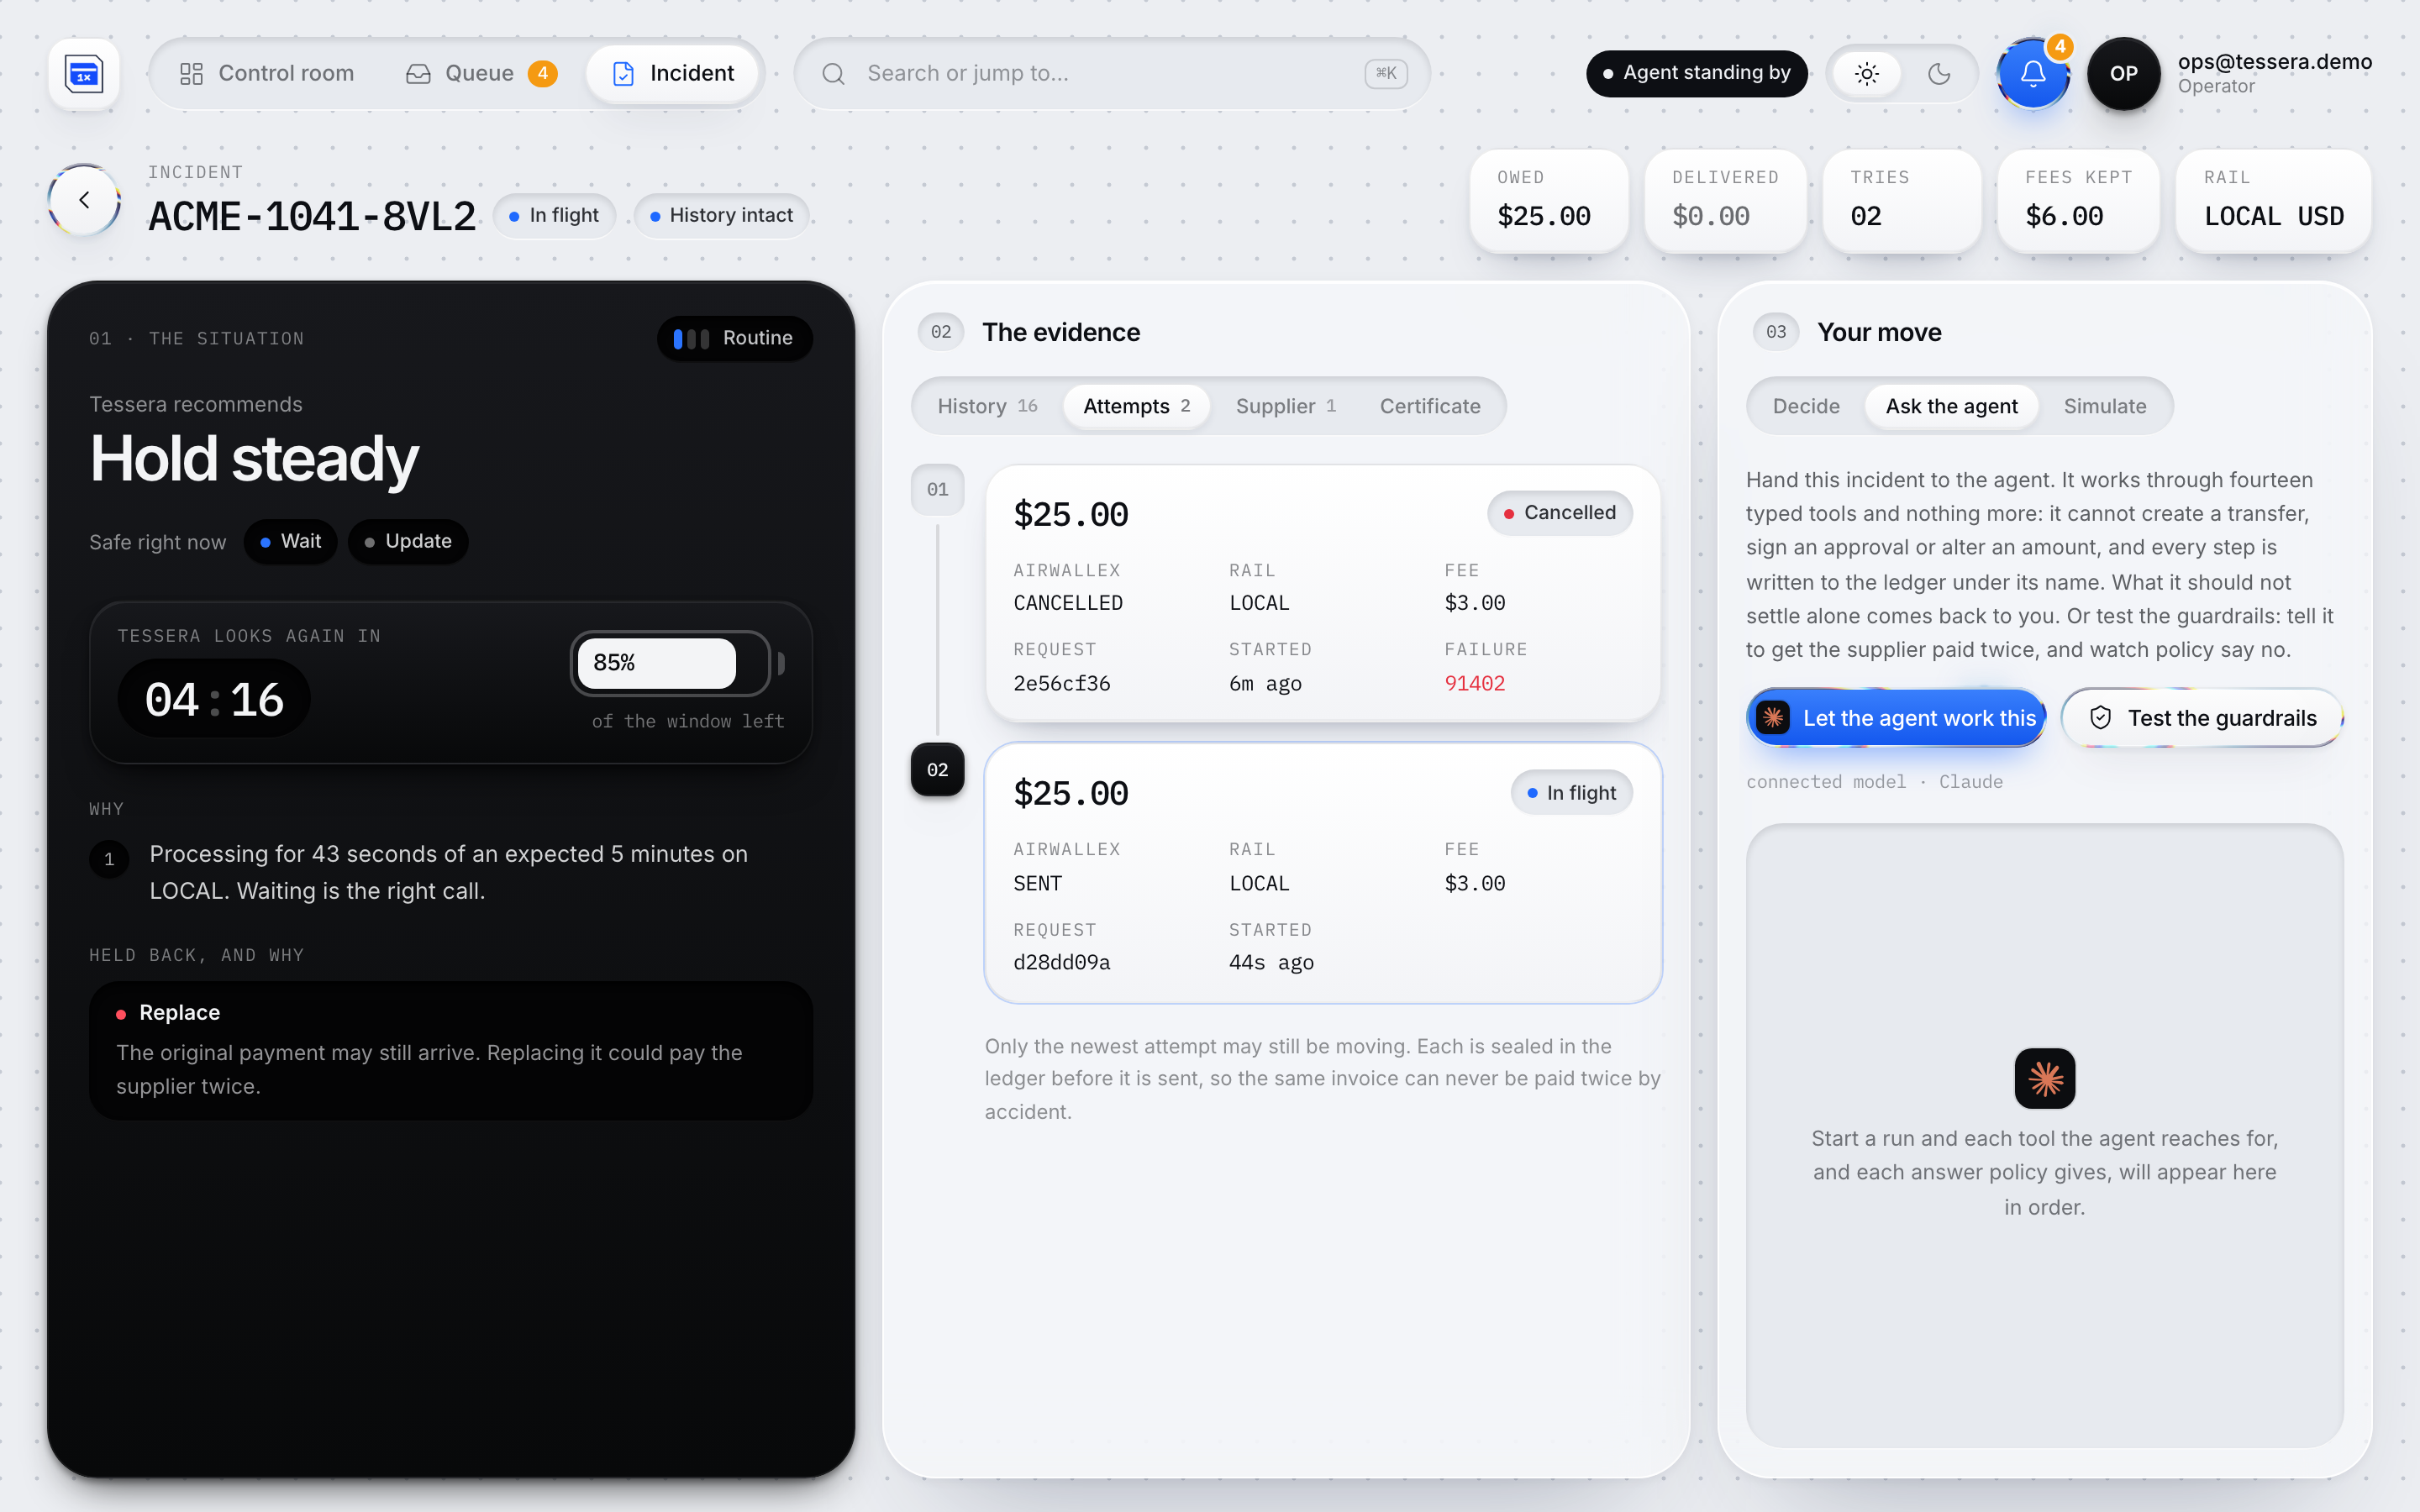 1x
Control room
Queue 4
Incident
Search or jump to...
⌘K
Agent standing by
4
OP
ops@tessera.demo
Operator
INCIDENT
ACME-1041-8VL2
In flight
History intact
OWED
$25.00
DELIVERED
$0.00
TRIES
02
FEES KEPT
$6.00
RAIL
LOCAL USD
01 · THE SITUATION
Routine
Tessera recommends
Hold steady
Safe right now
Wait
Update
TESSERA LOOKS AGAIN IN
04:16
85%
of the window left
WHY
1
Processing for 43 seconds of an expected 5 minutes on
LOCAL. Waiting is the right call.
HELD BACK, AND WHY
Replace
The original payment may still arrive. Replacing it could pay the
supplier twice.
02
The evidence
History 16
Attempts 2
Supplier 1
Certificate
01
$25.00
Cancelled
AIRWALLEX RAIL FEE
CANCELLED LOCAL $3.00
REQUEST STARTED FAILURE
2e56cf36 6m ago 91402
02
$25.00
In flight
AIRWALLEX RAIL FEE
SENT LOCAL $3.00
REQUEST STARTED
d28dd09a 44s ago
Only the newest attempt may still be moving. Each is sealed in the
ledger before it is sent, so the same invoice can never be paid twice by
accident.
03
Your move
Decide
Ask the agent
Simulate
Hand this incident to the agent. It works through fourteen
typed tools and nothing more: it cannot create a transfer,
sign an approval or alter an amount, and every step is
written to the ledger under its name. What it should not
settle alone comes back to you. Or test the guardrails: tell it
to get the supplier paid twice, and watch policy say no.
Let the agent work this
Test the guardrails
connected model · Claude
Start a run and each tool the agent reaches for,
and each answer policy gives, will appear here
in order.